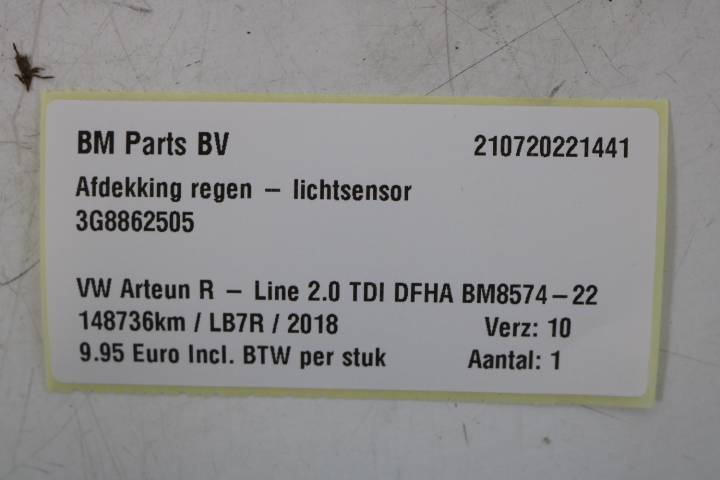 BM Parts BV 210720221441
Afdekking regen – lichtsensor
3G8862505
VW Arteun R – Line 2.0 TDI DFHA BM8574–22
148736km / LB7R / 2018 Verz: 10
9.95 Euro Incl. BTW per stuk Aantal: 1